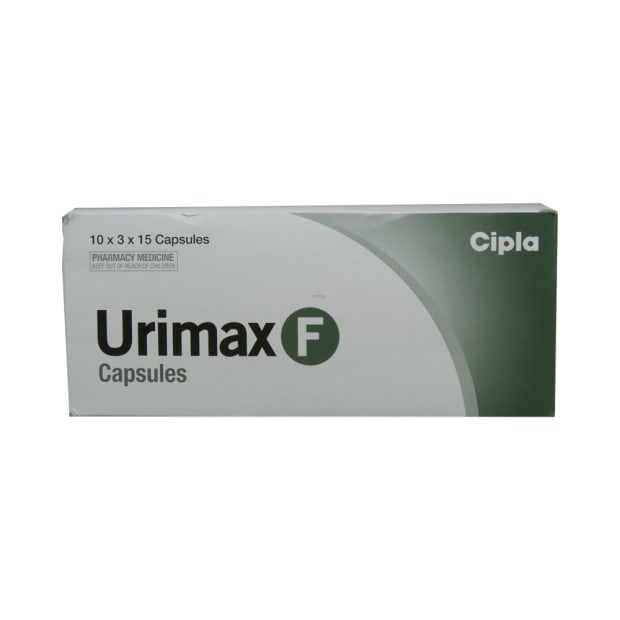 10 x 3 x 15 Capsules
PHARMACY MEDICINE
KEEP OUT OF REACH OF CHILDREN
Cipla
Urimax F
Capsules